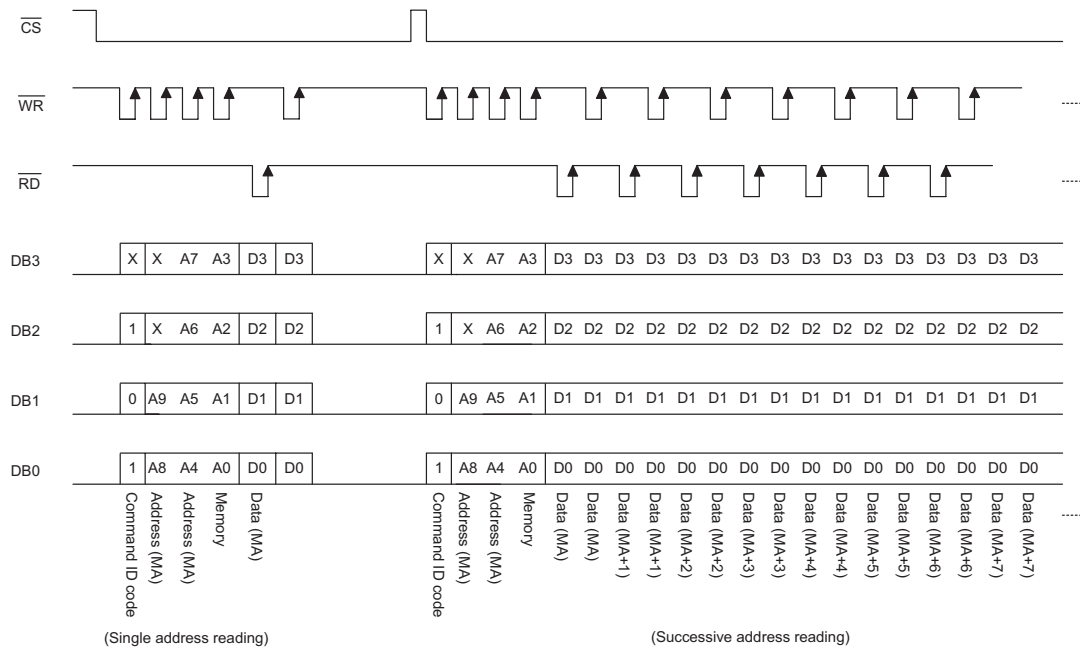 CS
WR
RD
DB3 X X A7 A3 D3 D3 X X A7 A3 D3 D3 D3 D3 D3 D3 D3 D3 D3 D3 D3 D3 D3 D3 D3 D3
DB2 1 X A6 A2 D2 D2 1 X A6 A2 D2 D2 D2 D2 D2 D2 D2 D2 D2 D2 D2 D2 D2 D2 D2 D2
DB1 0 A9 A5 A1 D1 D1 0 A9 A5 A1 D1 D1 D1 D1 D1 D1 D1 D1 D1 D1 D1 D1 D1 D1 D1 D1
DB0 1 A8 A4 A0 D0 D0 1 A8 A4 A0 D0 D0 D0 D0 D0 D0 D0 D0 D0 D0 D0 D0 D0 D0 D0 D0
Command ID code
Address (MA)
Address (MA)
Memory
Data (MA)
Command ID code
Address (MA)
Address (MA)
Memory
Data (MA)
Data (MA)
Data (MA+1)
Data (MA+1)
Data (MA+2)
Data (MA+2)
Data (MA+3)
Data (MA+3)
Data (MA+4)
Data (MA+4)
Data (MA+5)
Data (MA+5)
Data (MA+6)
Data (MA+6)
Data (MA+7)
Data (MA+7)
(Single address reading)
(Successive address reading)